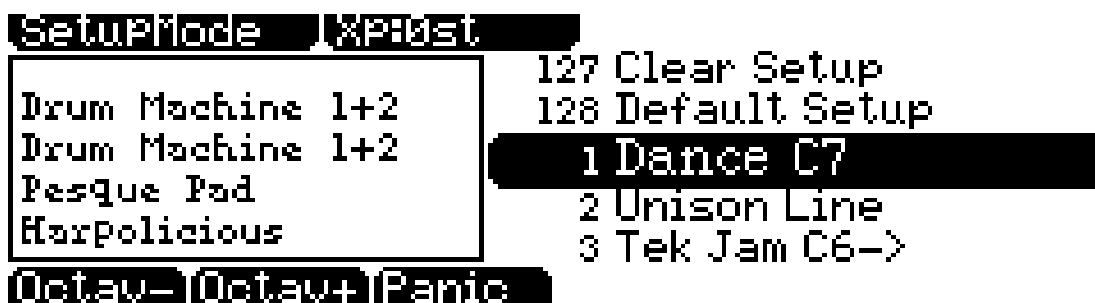 SetupMode Xp:0st
Drum Machine 1+2
Drum Machine 1+2
Pesque Pad
Harpolicious
127 Clear Setup
128 Default Setup
1 Dance C7
2 Unison Line
3 Tek Jam C6->
Octav- Octav+ Panic